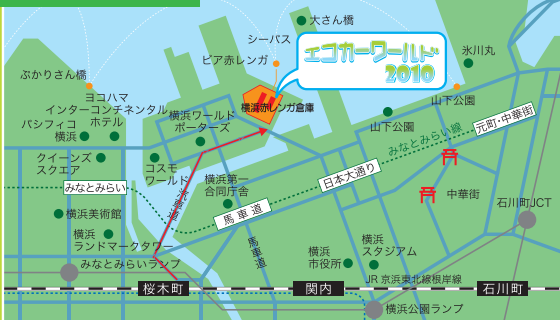 大さん橋
シーバス
エコカーワールド
2010
ピア赤レンガ
氷川丸
ぷかりさん橋
ヨコハマ
インターコンチネンタル
ホテル
パシフィコ
横浜
横浜ワールド
ポーターズ
横浜赤レンガ倉庫
山下公園
山下公園
元町・中華街
みなとみらい線
クイーンズ
スクエア
コスモ
ワールド
みなとみらい
汽車道
横浜第一
合同庁舎
日本大通り
中華街
馬車道
横浜美術館
横浜
ランドマークタワー
馬車道
石川町JCT
みなとみらいランプ
横浜
市役所
横浜
スタジアム
JR 京浜東北線根岸線
桜木町
関内
石川町
横浜公園ランプ